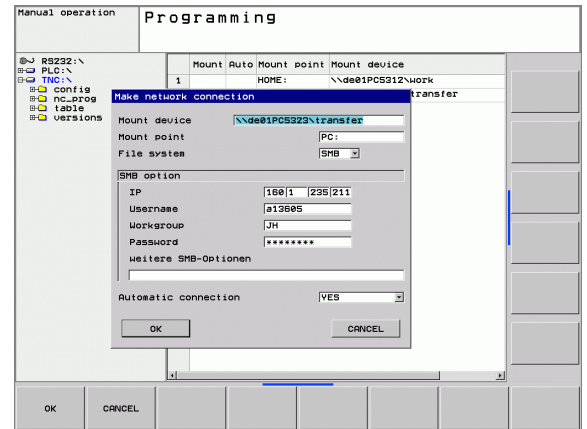 Manual operation
Programming
RS232:\
PLC:\
TNC:\
config
nc_prog
table
versions
Mount Auto Mount point Mount device
1 HOME: \\de01PC5312\work
transfer
Make network connection
Mount device \\de01PC5323\transfer
Mount point PC:
File system SMB
SMB option
IP 160 1 235 211
Username a13605
Workgroup JH
Password ********
weitere SMB-Optionen
Automatic connection YES
OK CANCEL
OK CANCEL